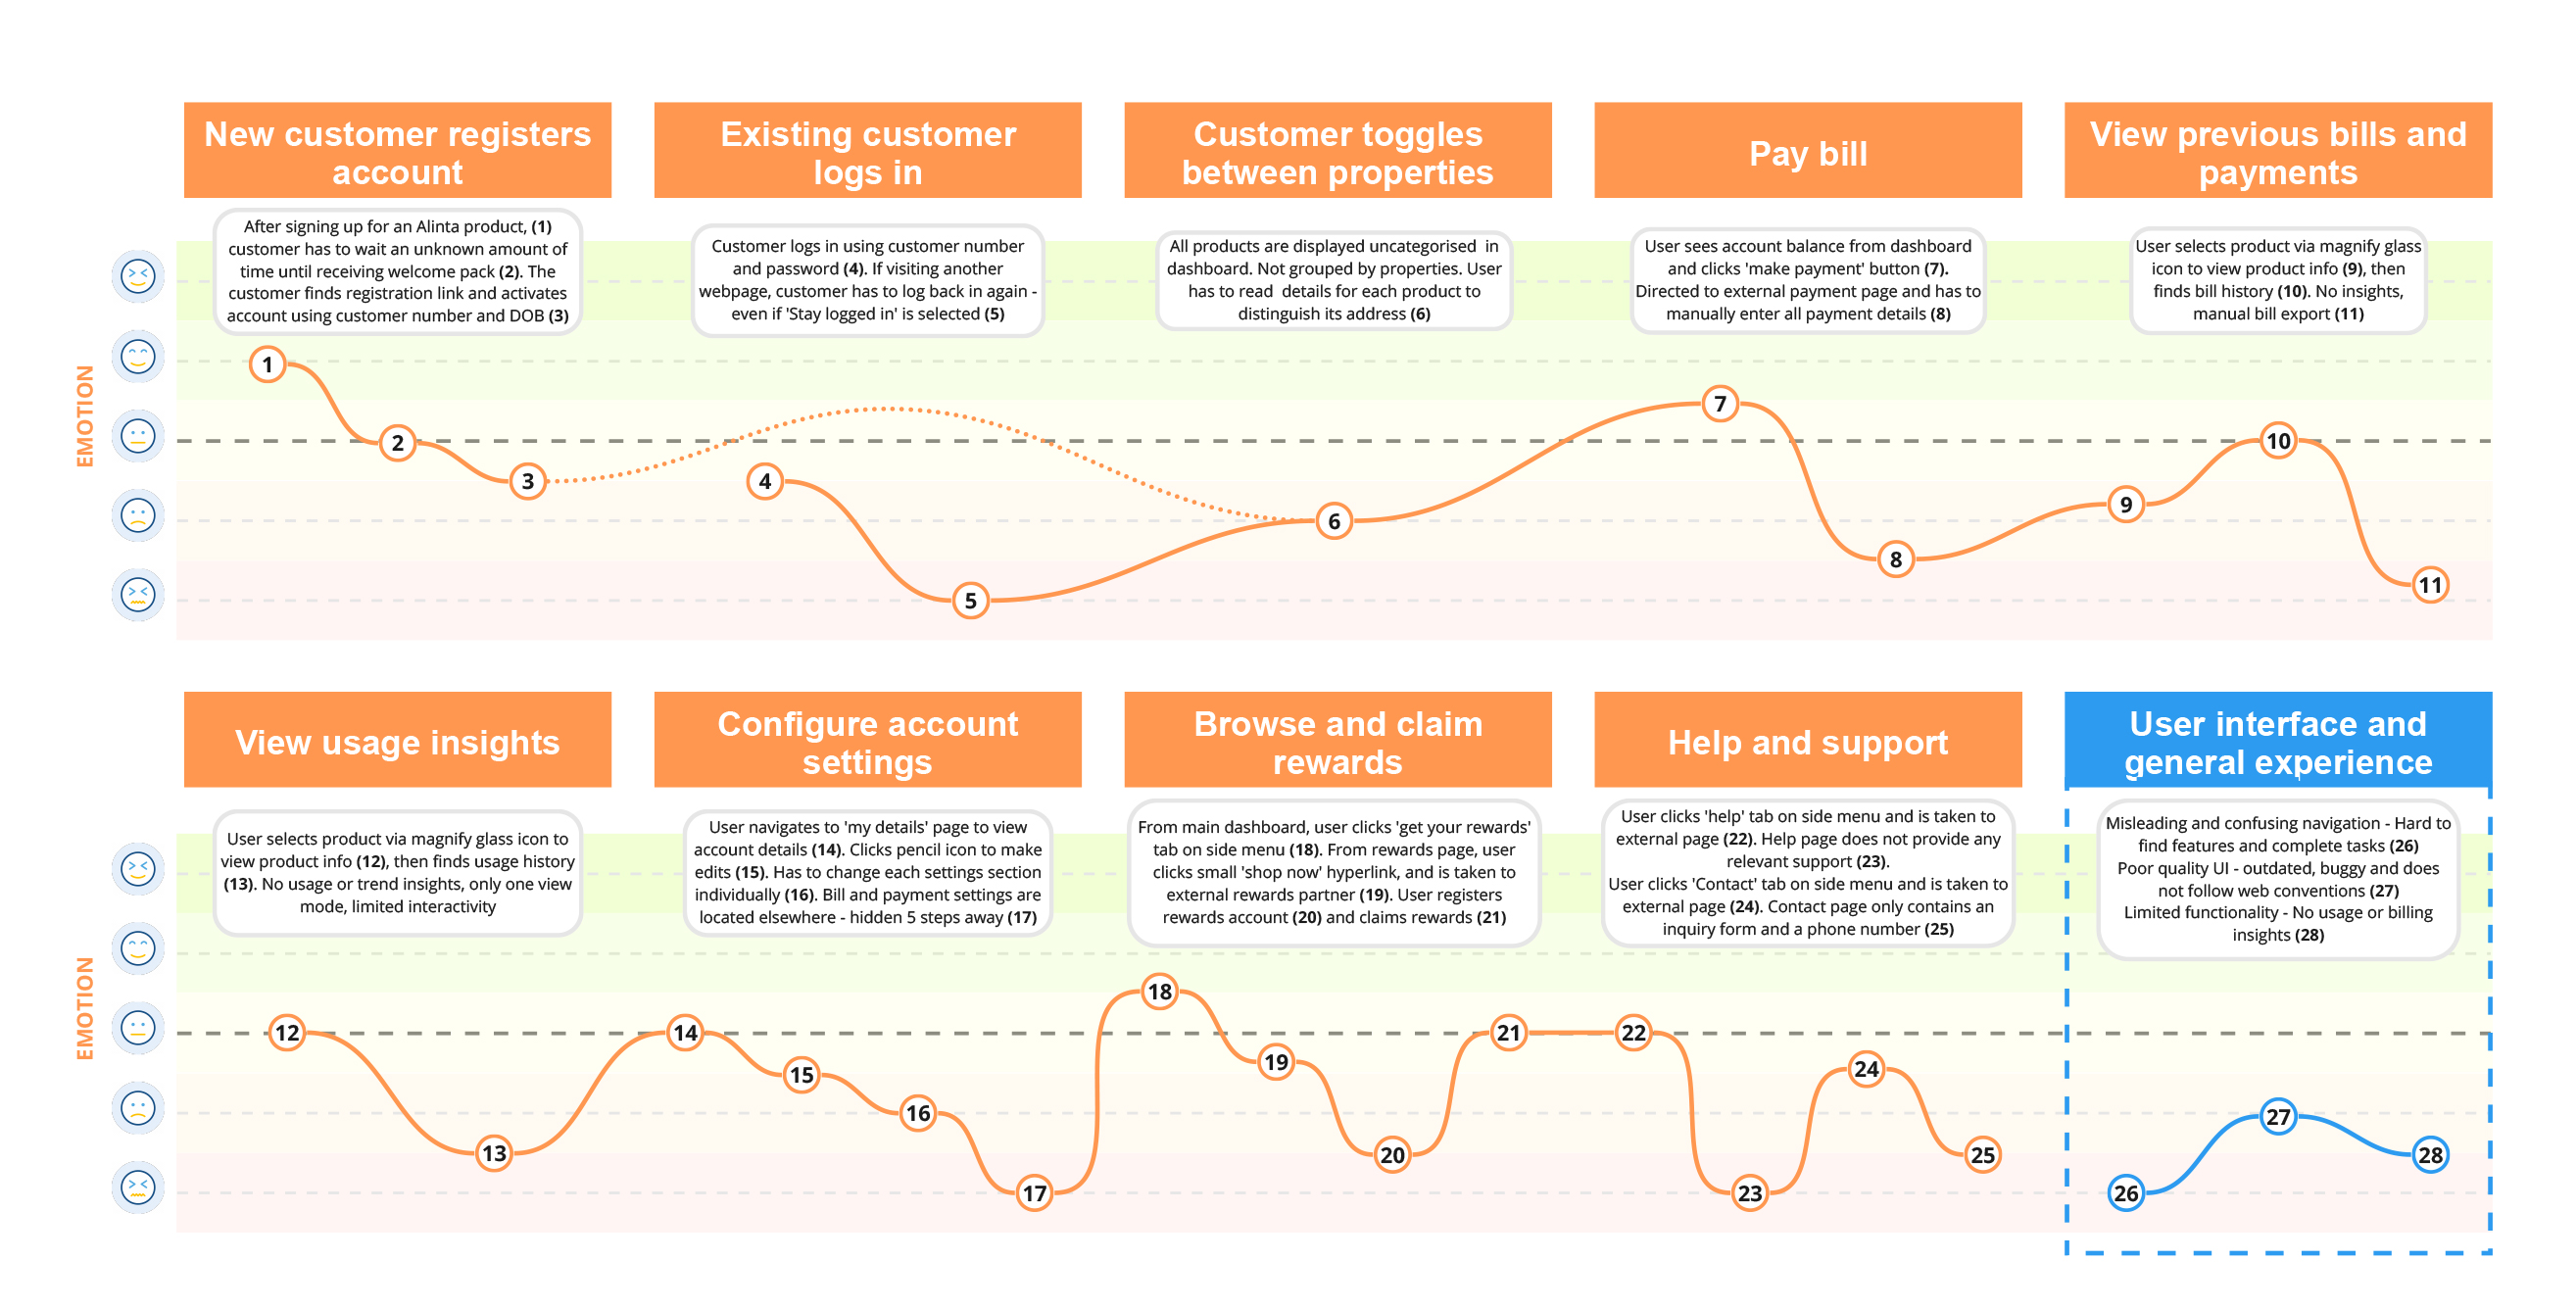 New customer registers
account
Existing customer
logs in
Customer toggles
between properties
Pay bill
View previous bills and
payments
After signing up for an Alinta product, (1)
customer has to wait an unknown amount of
time until receiving welcome pack (2). The
customer finds registration link and activates
account using customer number and DOB (3)
Customer logs in using customer number
and password (4). If visiting another
webpage, customer has to log back in again -
even if 'Stay logged in' is selected (5)
All products are displayed uncategorised in
dashboard. Not grouped by properties. User
has to read details for each product to
distinguish its address (6)
User sees account balance from dashboard
and clicks 'make payment' button (7).
Directed to external payment page and has to
manually enter all payment details (8)
User selects product via magnify glass
icon to view product info (9), then
finds bill history (10). No insights,
manual bill export (11)
EMOTION
1
2
3
4
5
6
7
8
9
10
11
View usage insights
Configure account
settings
Browse and claim
rewards
Help and support
User interface and
general experience
User selects product via magnify glass icon to
view product info (12), then finds usage history
(13). No usage or trend insights, only one view
mode, limited interactivity
User navigates to 'my details' page to view
account details (14). Clicks pencil icon to make
edits (15). Has to change each settings section
individually (16). Bill and payment settings are
located elsewhere - hidden 5 steps away (17)
From main dashboard, user clicks 'get your rewards'
tab on side menu (18). From rewards page, user
clicks small 'shop now' hyperlink, and is taken to
external rewards partner (19). User registers
rewards account (20) and claims rewards (21)
User clicks 'help' tab on side menu and is taken to
external page (22). Help page does not provide any
relevant support (23).
User clicks 'Contact' tab on side menu and is taken to
external page (24). Contact page only contains an
inquiry form and a phone number (25)
Misleading and confusing navigation - Hard to
find features and complete tasks (26)
Poor quality UI - outdated, buggy and does
not follow web conventions (27)
Limited functionality - No usage or billing
insights (28)
EMOTION
12
13
14
15
16
17
18
19
20
21
22
23
24
25
26
27
28